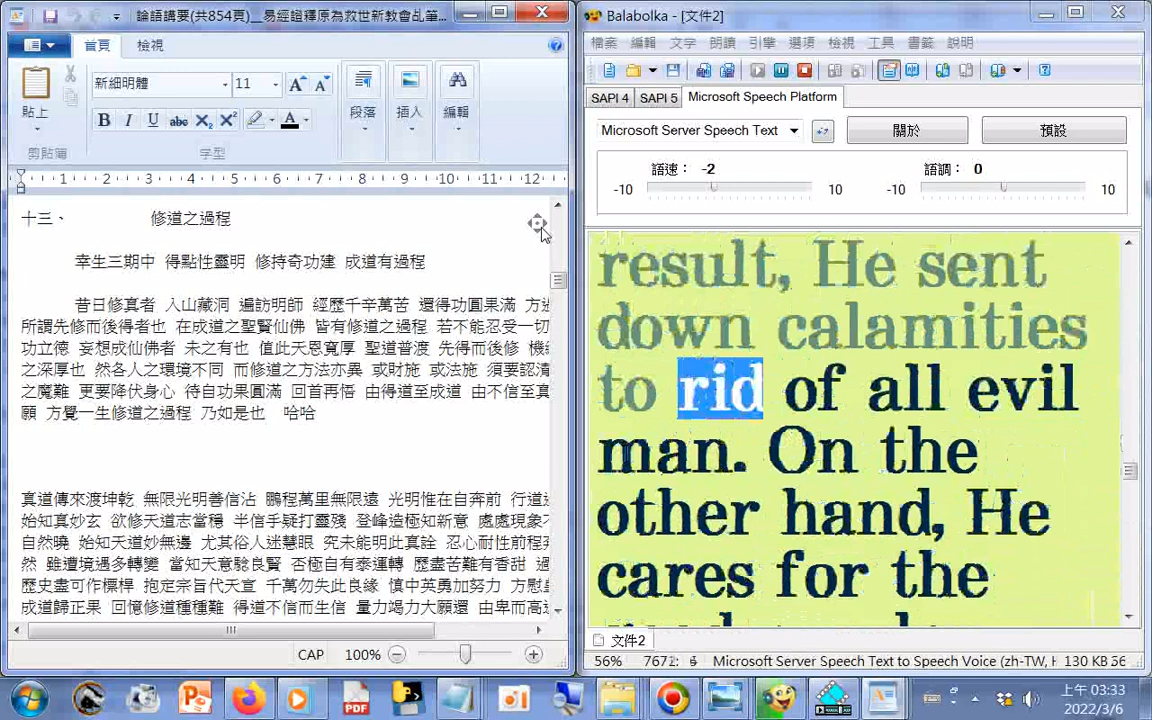 論語講要(共854頁)__易經證釋原為救世新教會乩筆...
首頁
檢視
貼上
剪貼簿
新細明體
11
B I U abc X₂ X² A
字型
段落
插入
編輯
1 2 3 4 5 6 7 8 9 10 11 12
十三、 修道之過程
幸生三期中 得點性靈明 修持奇功建 成道有過程
昔日修真者 入山藏洞 遍訪明師 經歷千辛萬苦 還得功圓果滿 方
所謂先修而後得者也 在成道之聖賢仙佛 皆有修道之過程 若不能忍受一切
功立德 妄想成仙佛者 未之有也 值此天恩寬厚 聖道普渡 先得而後修 機
之深厚也 然各人之環境不同 而修道之方法亦異 或財施 或法施 須要認清
之魔難 更要降伏身心 待自功果圓滿 回首再悟 由得道至成道 由不信至真
願 方覺一生修道之過程 乃如是也 哈哈
真道傳來渡坤乾 無限光明善信沾 鵬程萬里無限遠 光明惟在自奔前 行道
始知真妙玄 欲修天道志當穩 半信乎疑打靈殘 登峰造極知新意 處處現象
自然曉 始知天道妙無邊 尤其俗人迷慧眼 究未能明此真詮 忍心耐性前程
然 雖遭境遇多轉變 當知天意駿良賢 否極自有泰運轉 歷盡苦難有香甜
歷史盡可作標桿 抱定宗旨代天宣 千萬勿失此良緣 慎中英勇加努力 方慰
成道歸正果 回憶修道種種難 得道不信而生信 量力竭力大願還 由卑而高
CAP 100%
Balabolka - [文件2]
檔案 編輯 文字 朗讀 引擎 選項 檢視 工具 書籤 說明
SAPI 4 SAPI 5 Microsoft Speech Platform
Microsoft Server Speech Text
關於
預設
語速: -2
語調: 0
-10 10 -10 10
result, He sent
down calamities
to rid of all evil
man. On the
other hand, He
cares for the
文件2
56% Microsoft Server Speech Text to Speech Voice (zh-TW, H 130 KB 56
PDF
上午 03:33
2022/3/6